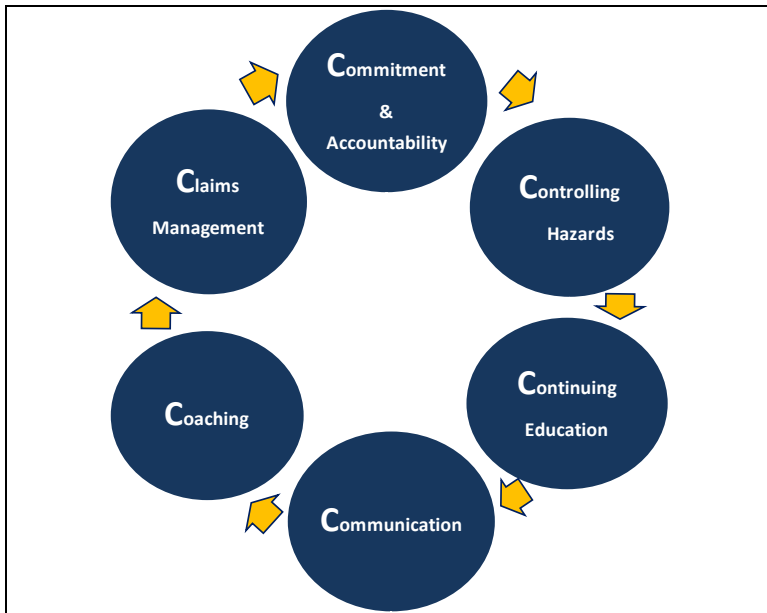 Commitment
&
Accountability
Controlling
Hazards
Continuing
Education
Communication
Coaching
Claims
Management